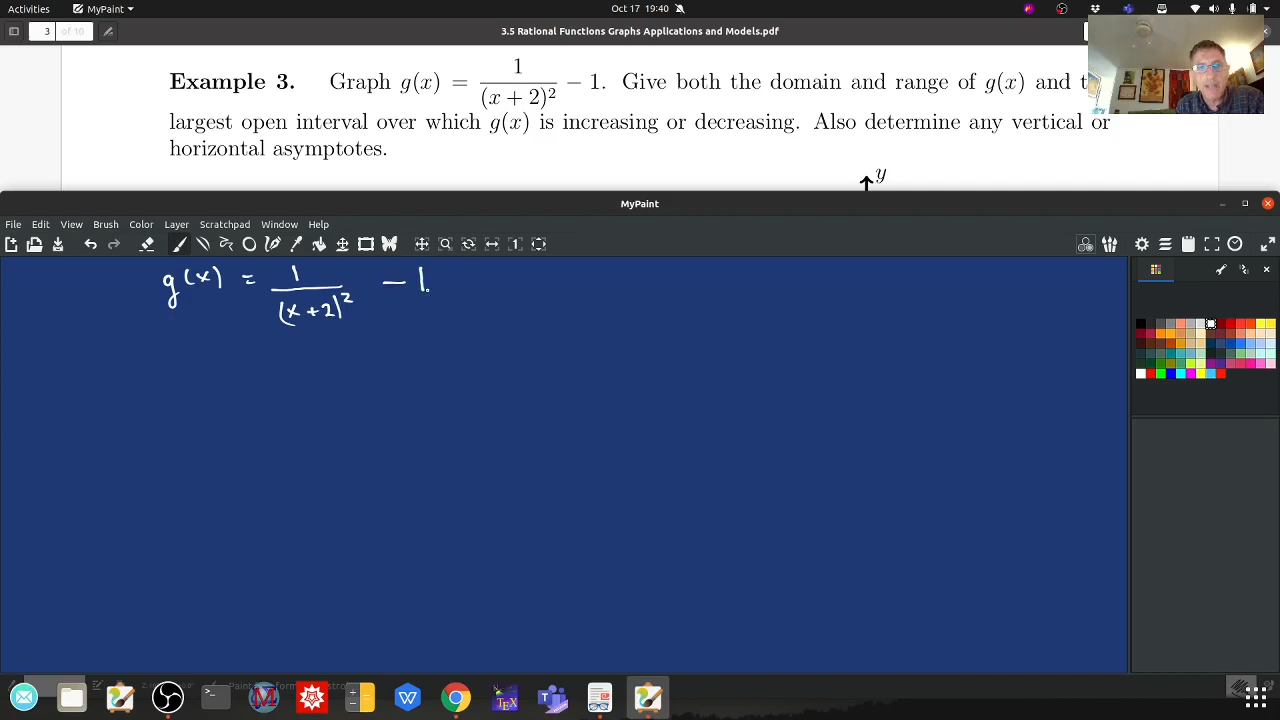 Activities MyPaint Oct 17 19:40
3 of 10 3.5 Rational Functions Graphs Applications and Models.pdf
Example 3. Graph g(x) = 1/(x + 2)² − 1. Give both the domain and range of g(x) and t
largest open interval over which g(x) is increasing or decreasing. Also determine any vertical or
horizontal asymptotes.
y
MyPaint
File Edit View Brush Color Layer Scratchpad Window Help
g(x) = 1/(x+2)² − 1.